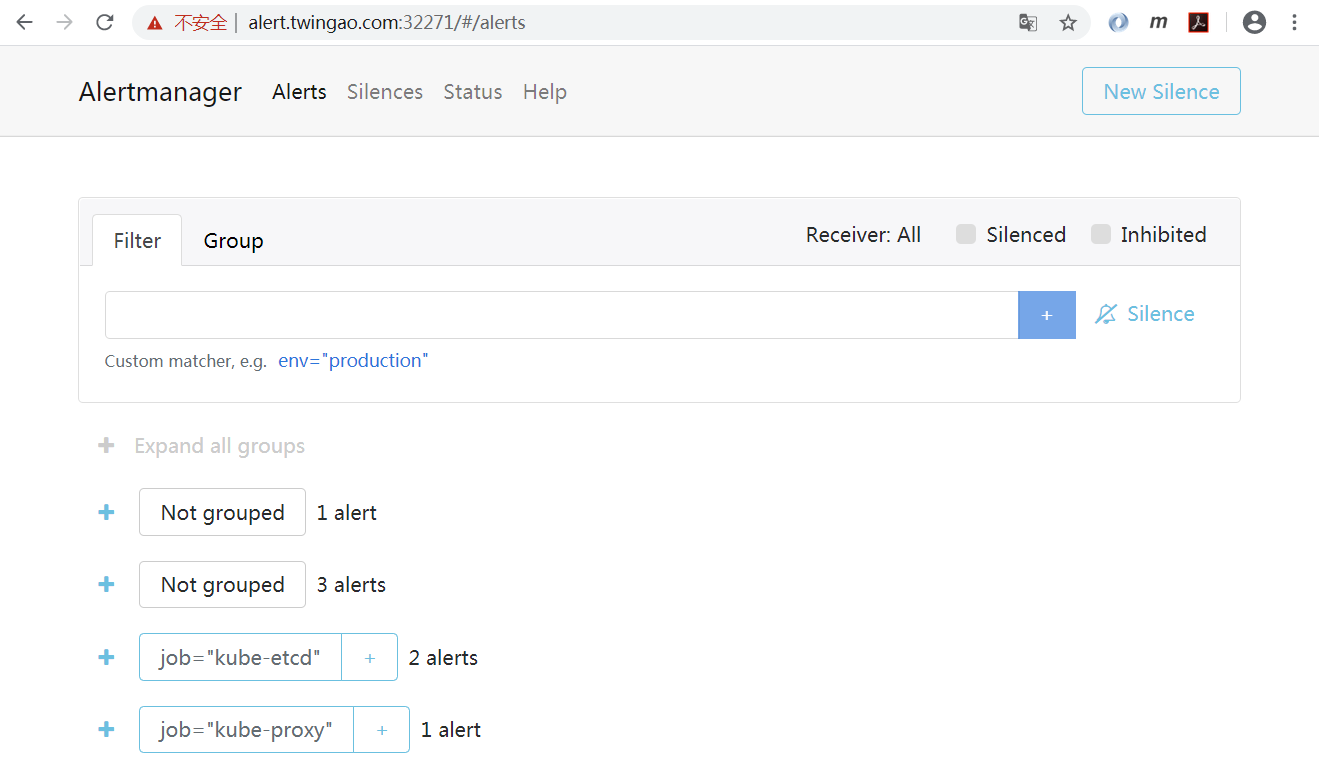 不安全 alert.twingao.com:32271/#/alerts
Alertmanager Alerts Silences Status Help New Silence
Filter Group Receiver: All Silenced Inhibited
+ Silence
Custom matcher, e.g. env="production"
+ Expand all groups
+ Not grouped 1 alert
+ Not grouped 3 alerts
+ job="kube-etcd" + 2 alerts
+ job="kube-proxy" + 1 alert